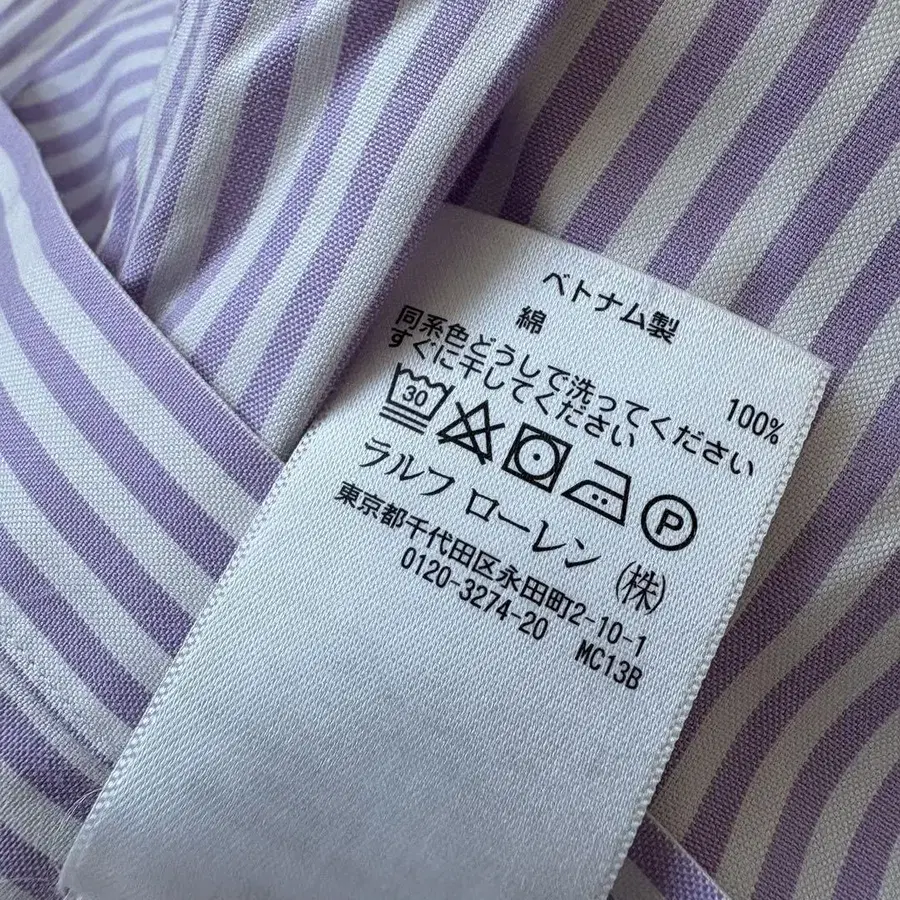 ベトナム製
綿 100%
同系色どうしで洗ってください
すぐに干してください
30
P
ラルフ ローレン (株)
東京都千代田区永田町2-10-1
0120-3274-20 MC13B